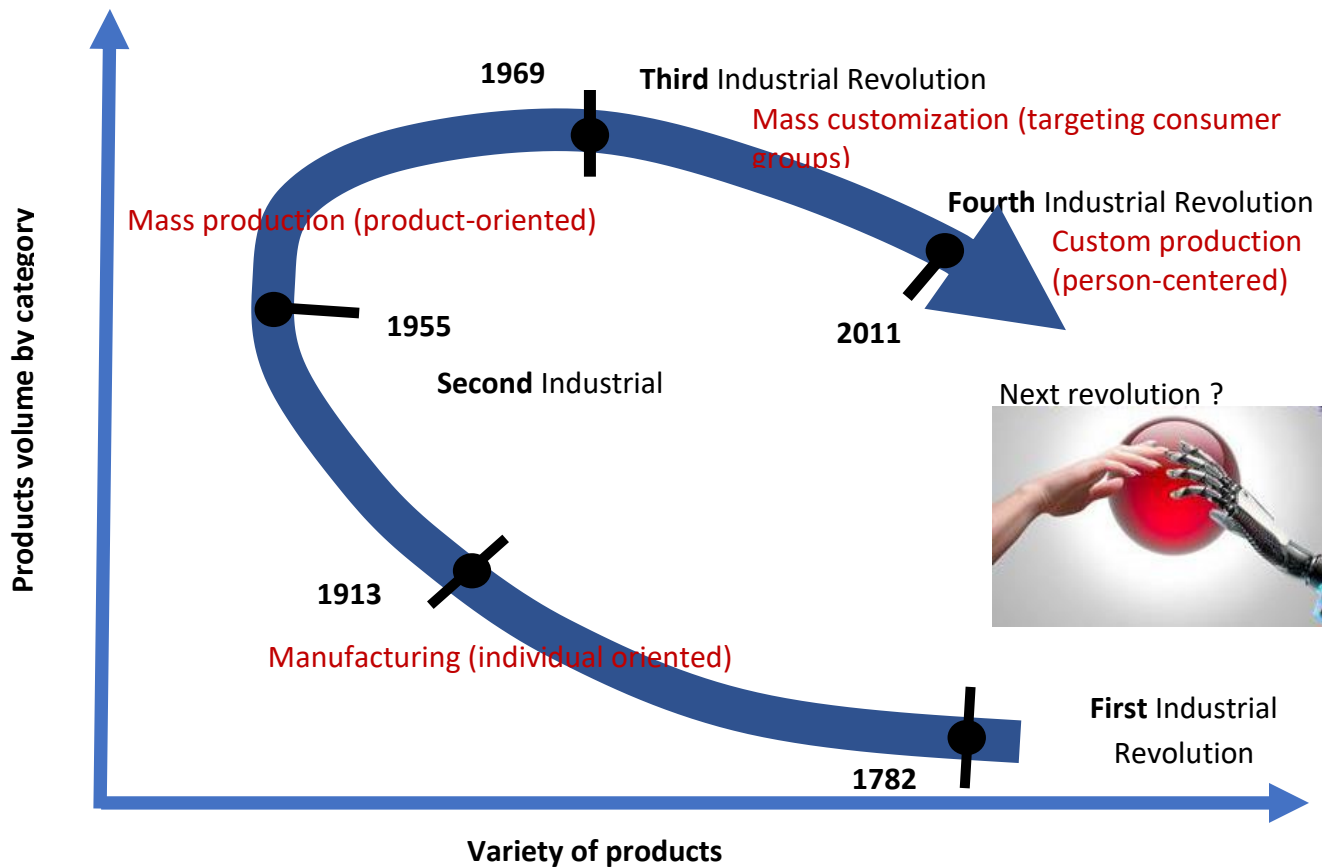 1969
Third Industrial Revolution
Mass customization (targeting consumer
groups)
Fourth Industrial Revolution
Custom production
(person-centered)
Mass production (product-oriented)
1955
2011
Second Industrial
Next revolution ?
1913
Manufacturing (individual oriented)
First Industrial
Revolution
1782
Products volume by category
Variety of products